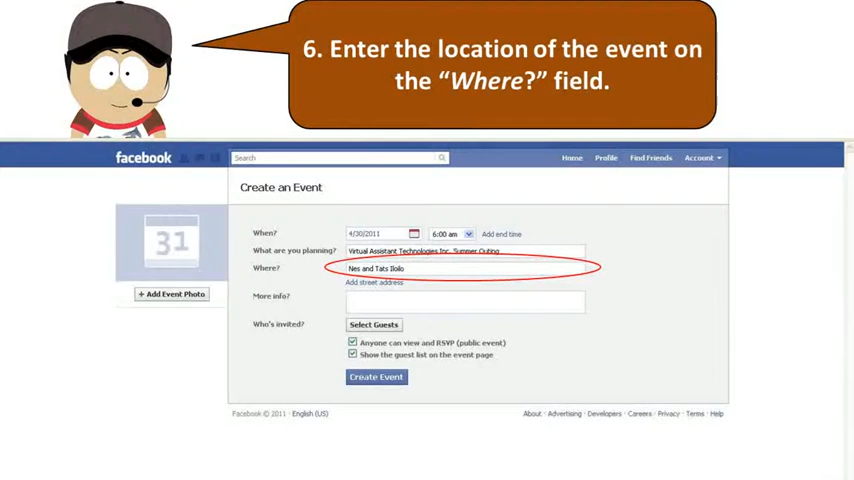 6. Enter the location of the event on
the “Where?” field.
facebook
Search
Home Profile Find Friends Account
Create an Event
31
+ Add Event Photo
When? 4/30/2011 6:00 am Add end time
What are you planning? Virtual Assistant Technologies Inc. Summer Outing
Where? Nes and Tats Iloilo
Add street address
More info?
Who's invited? Select Guests
Anyone can view and RSVP (public event)
Show the guest list on the event page
Create Event
Facebook © 2011 · English (US)
About · Advertising · Developers · Careers · Privacy · Terms · Help